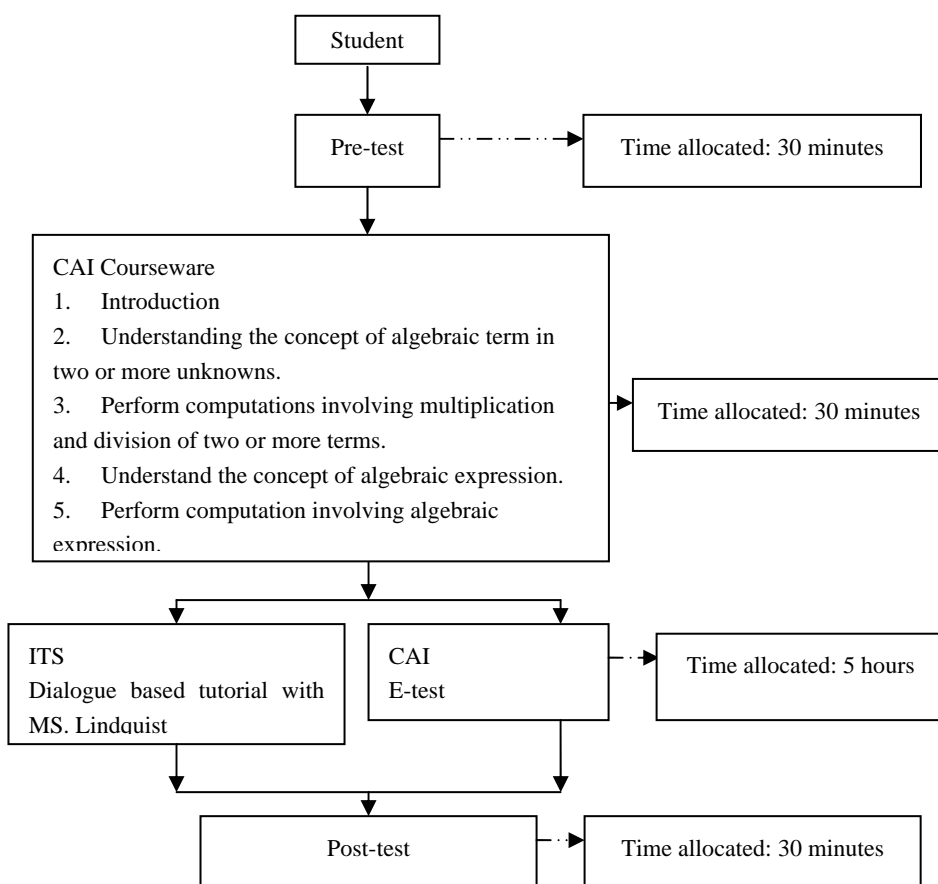 Student
Pre-test
Time allocated: 30 minutes
CAI Courseware
1. Introduction
2. Understanding the concept of algebraic term in
two or more unknowns.
3. Perform computations involving multiplication
and division of two or more terms.
4. Understand the concept of algebraic expression.
5. Perform computation involving algebraic
expression.
Time allocated: 30 minutes
ITS
Dialogue based tutorial with
MS. Lindquist
CAI
E-test
Time allocated: 5 hours
Post-test
Time allocated: 30 minutes